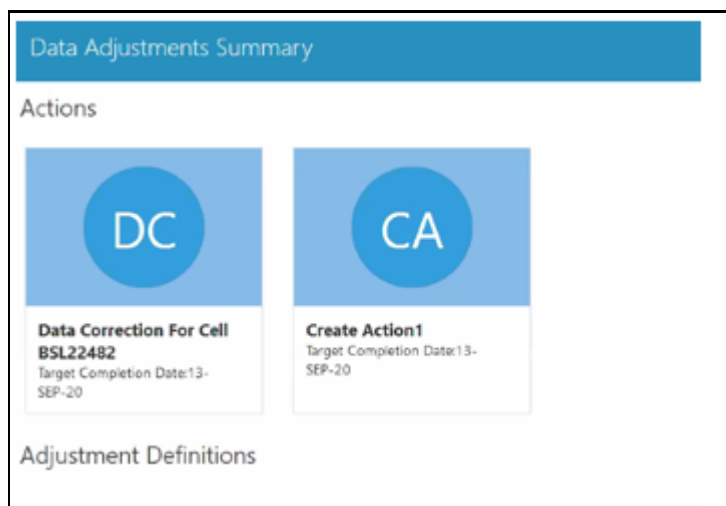 Data Adjustments Summary
Actions
DC
Data Correction For Cell
BSL22482
Target Completion Date:13-
SEP-20
CA
Create Action1
Target Completion Date:13-
SEP-20
Adjustment Definitions